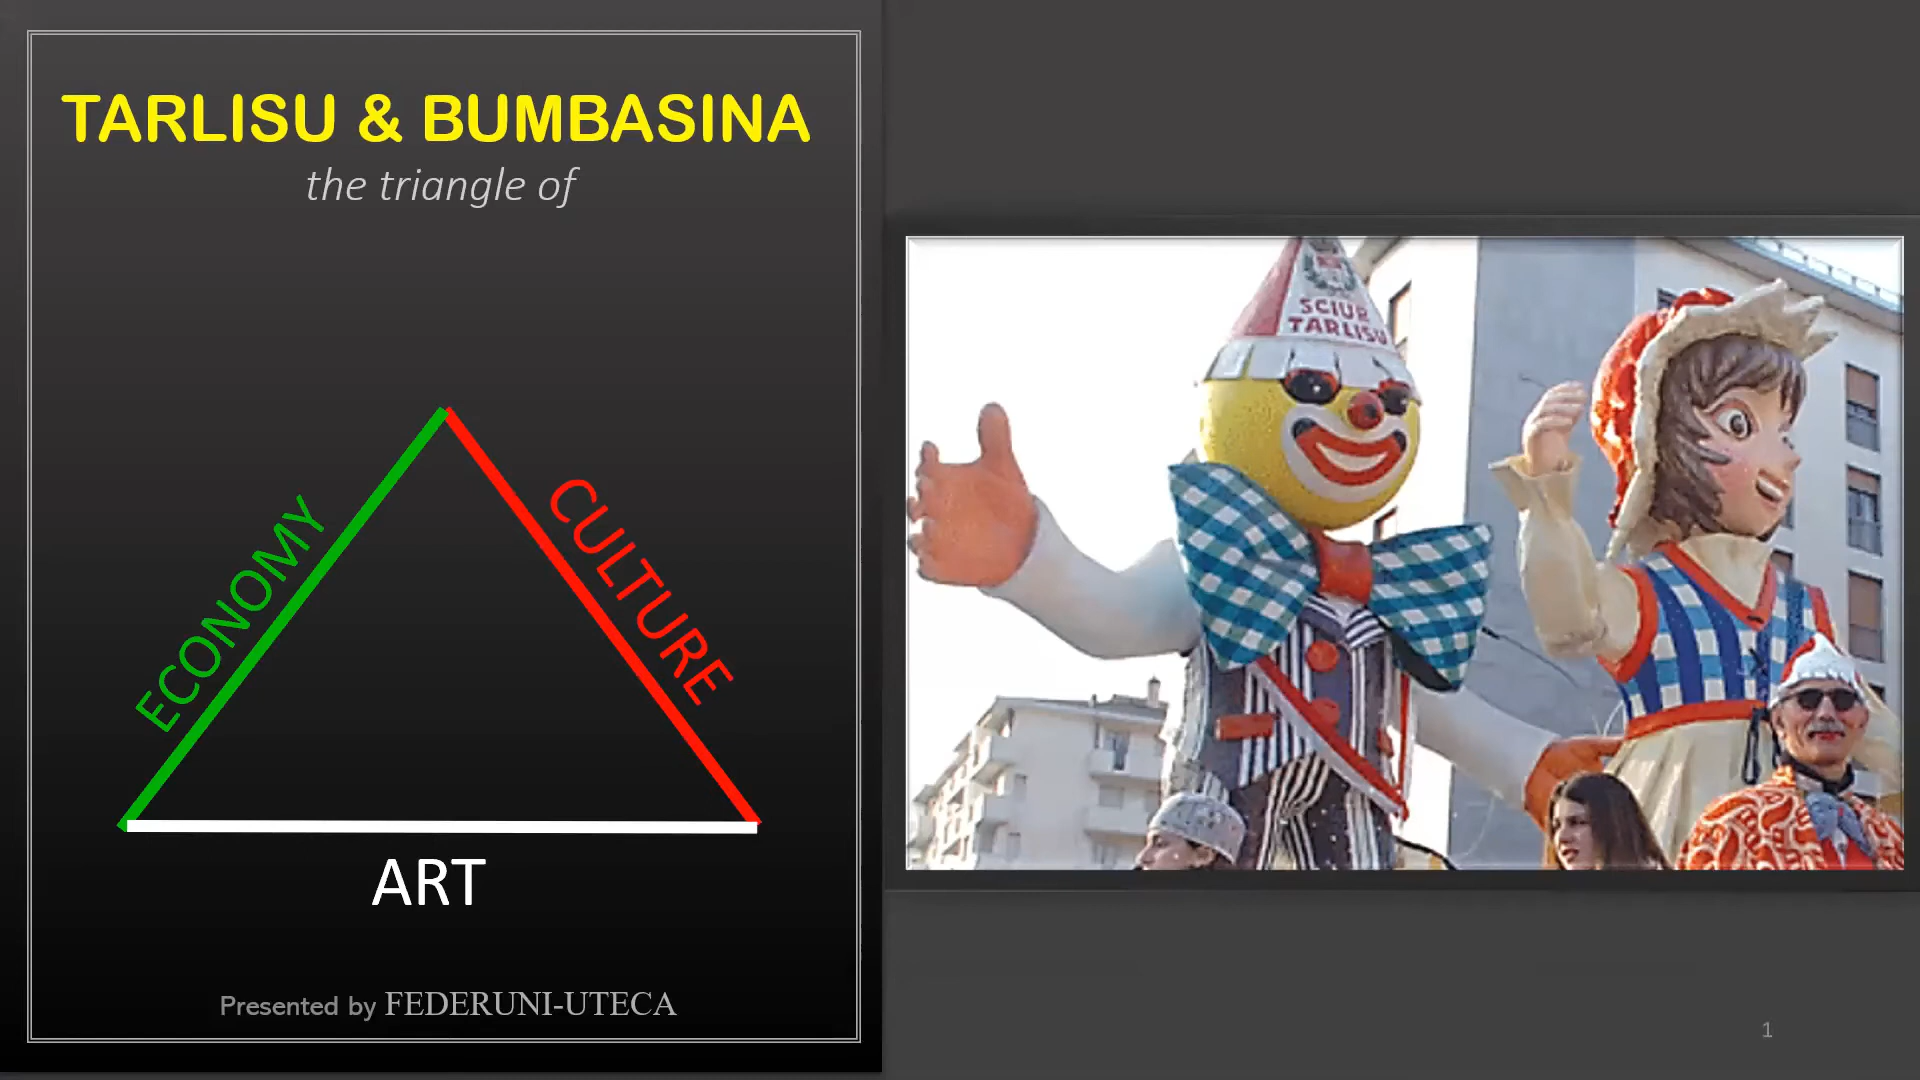 TARLISU & BUMBASINA
the triangle of
ECONOMY
CULTURE
ART
Presented by FEDERUNI-UTECA
SCIUR
TARLISU
1